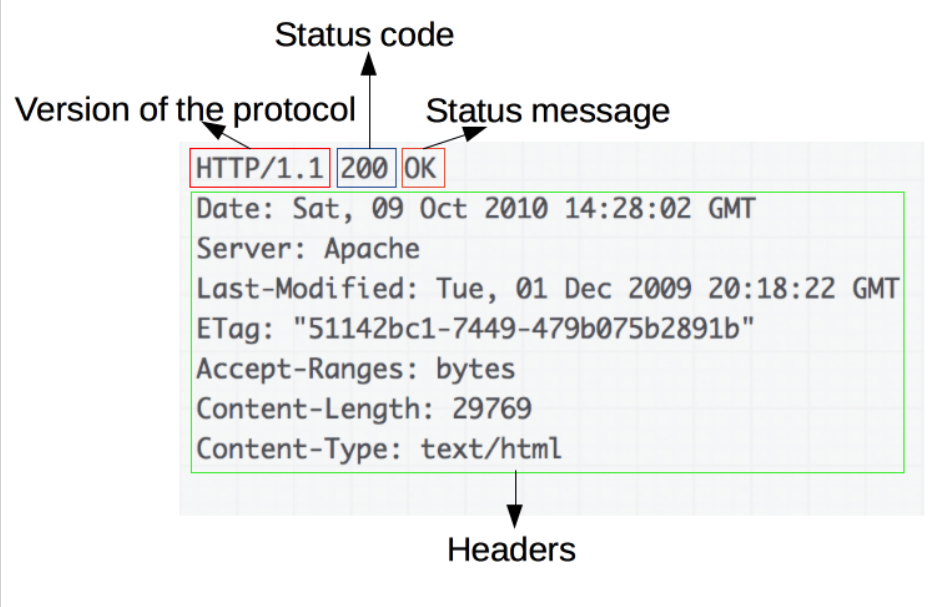 Status code
Version of the protocol
Status message
HTTP/1.1 200 OK
Date: Sat, 09 Oct 2010 14:28:02 GMT
Server: Apache
Last-Modified: Tue, 01 Dec 2009 20:18:22 GMT
ETag: "51142bc1-7449-479b075b2891b"
Accept-Ranges: bytes
Content-Length: 29769
Content-Type: text/html
Headers